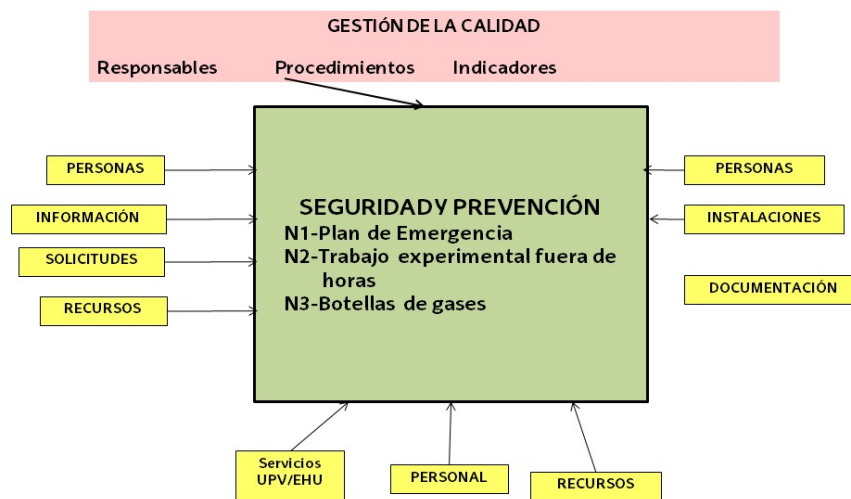 GESTIÓN DE LA CALIDAD
Responsables Procedimientos Indicadores
PERSONAS
INFORMACIÓN
SOLICITUDES
RECURSOS
SEGURIDADY PREVENCIÓN
N1-Plan de Emergencia
N2-Trabajo experimental fuera de
horas
N3-Botellas de gases
PERSONAS
INSTALACIONES
DOCUMENTACIÓN
Servicios
UPV/EHU
PERSONAL
RECURSOS